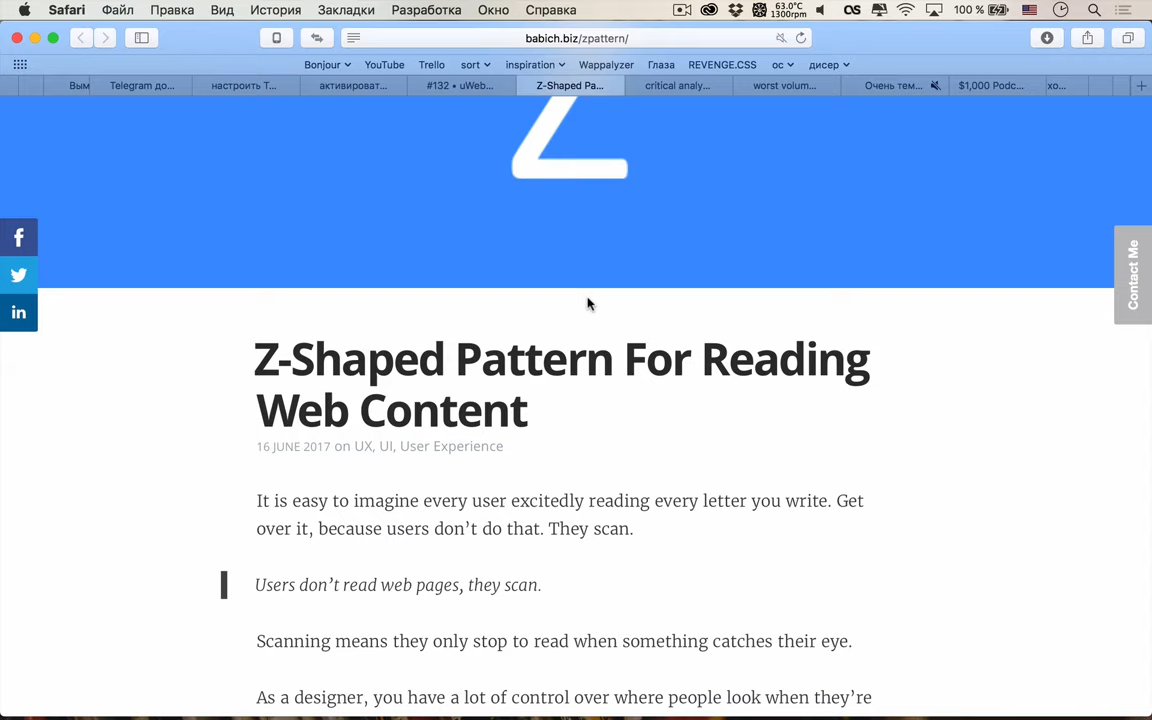 Safari Файл Правка Вид История Закладки Разработка Окно Справка 63.0°C 1300rpm 100 %
babich.biz/zpattern/
Bonjour YouTube Trello sort inspiration Wappalyzer Глаза REVENGE.CSS ос дисер
Вым Telegram до... настроить Т... активироват... #132 • uWeb... Z-Shaped Pa... critical analy... worst volum... Очень тем... $1,000 Podc... хо...
Z
Contact Me
Z-Shaped Pattern For Reading
Web Content
16 JUNE 2017 on UX, UI, User Experience
It is easy to imagine every user excitedly reading every letter you write. Get
over it, because users don’t do that. They scan.
Users don’t read web pages, they scan.
Scanning means they only stop to read when something catches their eye.
As a designer, you have a lot of control over where people look when they’re